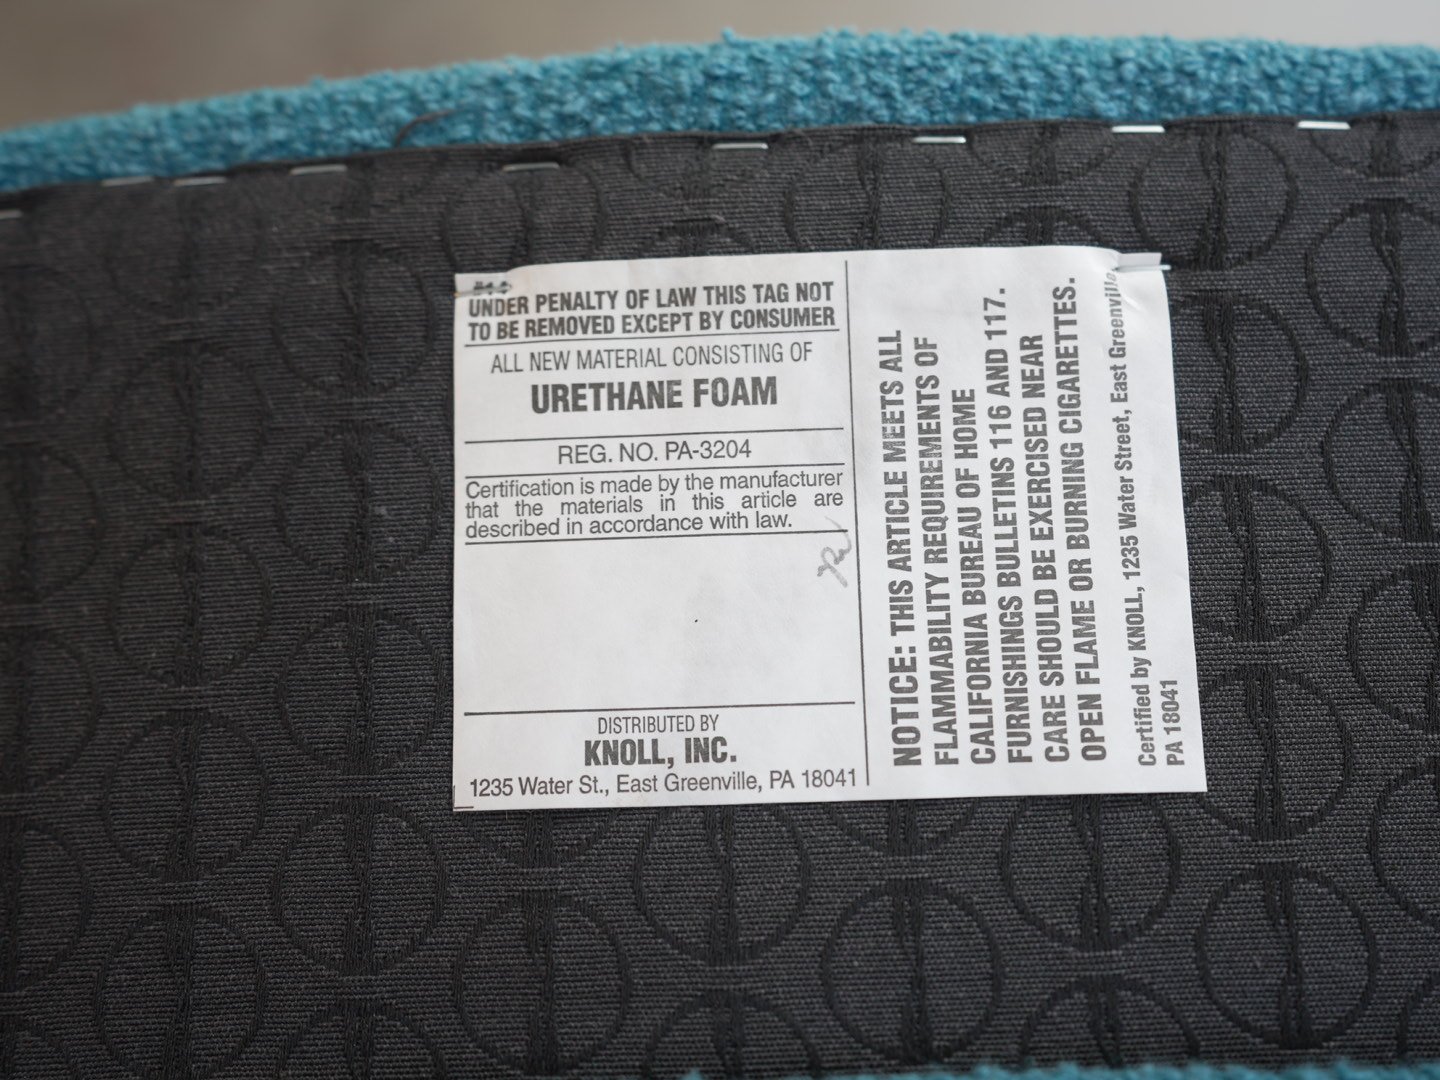 #44
UNDER PENALTY OF LAW THIS TAG NOT
TO BE REMOVED EXCEPT BY CONSUMER
ALL NEW MATERIAL CONSISTING OF
URETHANE FOAM
REG. NO. PA-3204
Certification is made by the manufacturer
that the materials in this article are
described in accordance with law.
DISTRIBUTED BY
KNOLL, INC.
1235 Water St., East Greenville, PA 18041
NOTICE: THIS ARTICLE MEETS ALL
FLAMMABILITY REQUIREMENTS OF
CALIFORNIA BUREAU OF HOME
FURNISHINGS BULLETINS 116 AND 117.
CARE SHOULD BE EXERCISED NEAR
OPEN FLAME OR BURNING CIGARETTES.
Certified by KNOLL, 1235 Water Street, East Greenville,
PA 18041